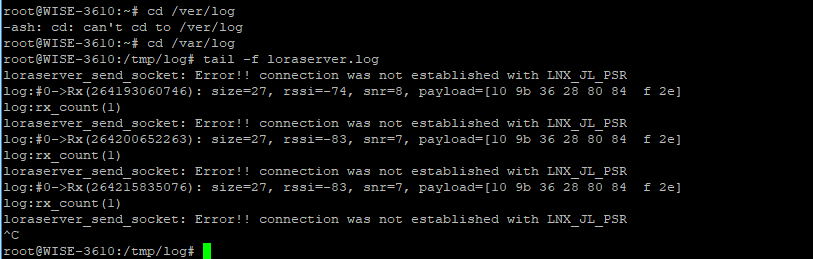 root@WISE-3610:~# cd /ver/log
-ash: cd: can't cd to /ver/log
root@WISE-3610:~# cd /var/log
root@WISE-3610:/tmp/log# tail -f loraserver.log
loraserver_send_socket: Error!! connection was not established with LNX_JL_PSR
log:#0->Rx(264193060746): size=27, rssi=-74, snr=8, payload=[10 9b 36 28 80 84  f 2e]
log:rx_count(1)
loraserver_send_socket: Error!! connection was not established with LNX_JL_PSR
log:#0->Rx(264200652263): size=27, rssi=-83, snr=7, payload=[10 9b 36 28 80 84  f 2e]
log:rx_count(1)
loraserver_send_socket: Error!! connection was not established with LNX_JL_PSR
log:#0->Rx(264215835076): size=27, rssi=-83, snr=7, payload=[10 9b 36 28 80 84  f 2e]
log:rx_count(1)
loraserver_send_socket: Error!! connection was not established with LNX_JL_PSR
^C
root@WISE-3610:/tmp/log#